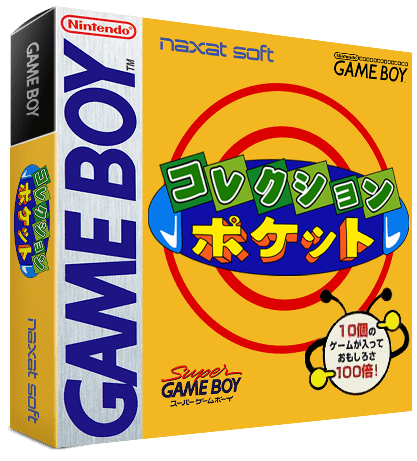 GAME BOY
コレクション
ポケット
naxat soft
Nintendo
GAME BOY
TM
naxat soft
Nintendo
GAME BOY
コレクション
ポケット
10個の
ゲームが入って
おもしろさ
100倍!
Super
GAME BOY
スーパーゲームボーイ